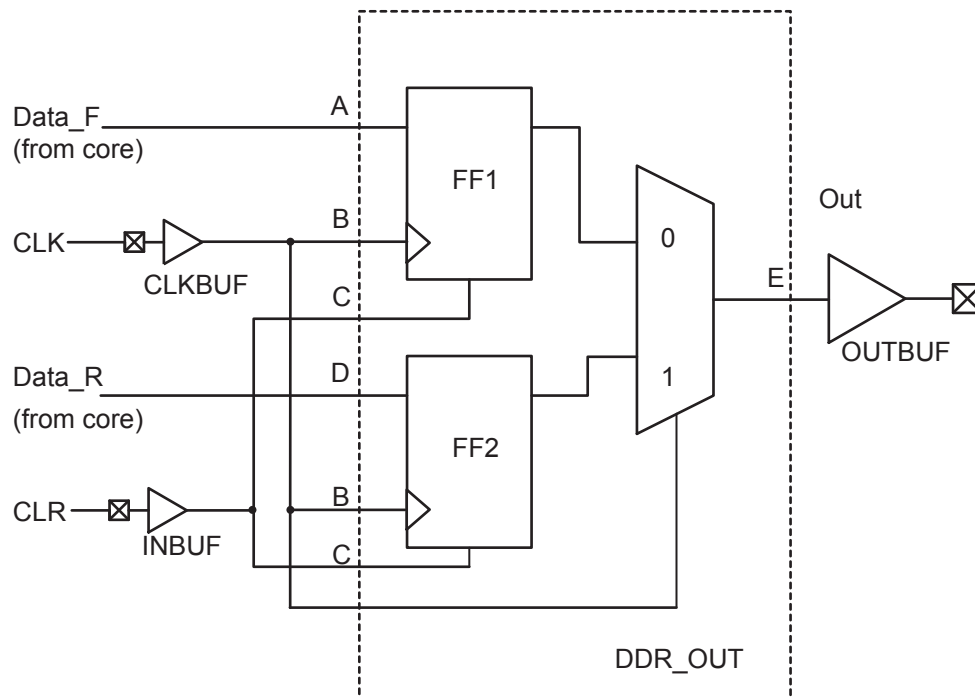 Data_F
(from core)
A
FF1
Out
CLK
CLKBUF
B
0
C
E
OUTBUF
Data_R
(from core)
D
1
FF2
CLR
INBUF
B
C
DDR_OUT